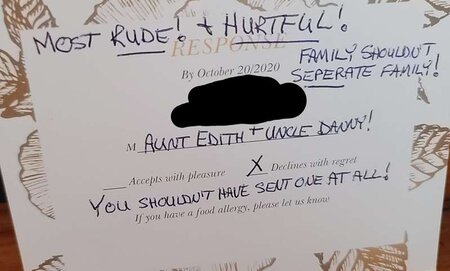 MOST RUDE! + HURTFUL!
RESPONSE
FAMILY SHOULDN'T
By October 20/2020
SEPERATE FAMILY!
M AUNT EDITH + UNCLE DANNY!
Accepts with pleasure X Declines with regret
YOU SHOULDN'T HAVE SENT ONE AT ALL!
If you have a food allergy, please let us know